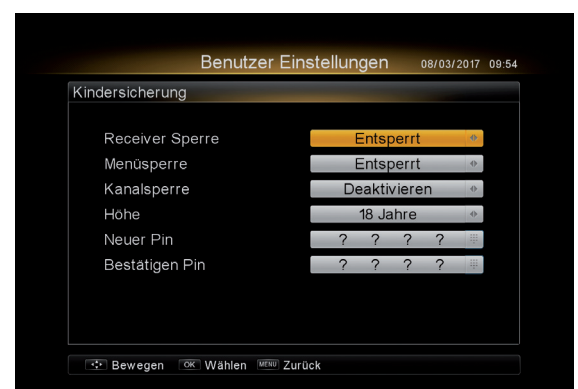 Benutzer Einstellungen 08/03/2017 09:54
Kindersicherung
Receiver Sperre Entsperrt
Menüsperre Entsperrt
Kanalsperre Deaktivieren
Höhe 18 Jahre
Neuer Pin ? ? ? ?
Bestätigen Pin ? ? ? ?
Bewegen OK Wählen MENU Zurück